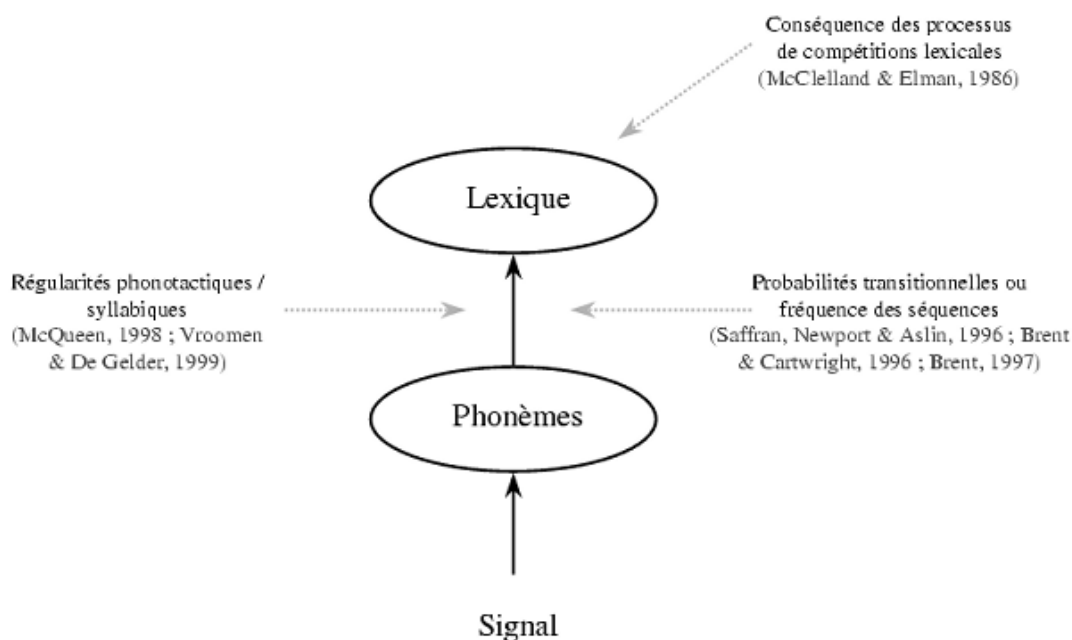 Conséquence des processus
de compétitions lexicales
(McClelland & Elman, 1986)
Lexique
Régularités phonotactiques /
syllabiques
(McQueen, 1998 ; Vroomen
& De Gelder, 1999)
Probabilités transitionnelles ou
fréquence des séquences
(Saffran, Newport & Aslin, 1996 ; Brent
& Cartwright, 1996 ; Brent, 1997)
Phonèmes
Signal